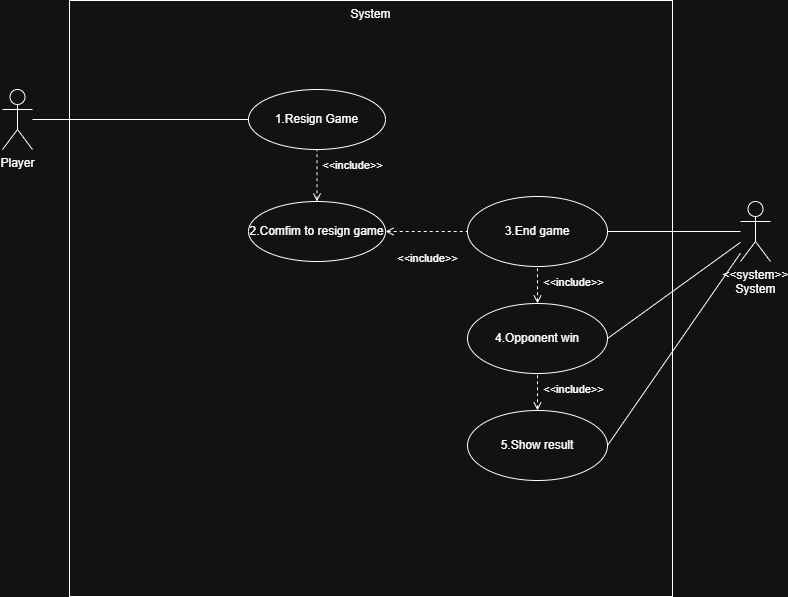 System
1.Resign Game
<<include>>
Player
2.Comfim to resign game
3.End game
<<include>>
<<system>>
System
<<include>>
4.Opponent win
<<include>>
5.Show result